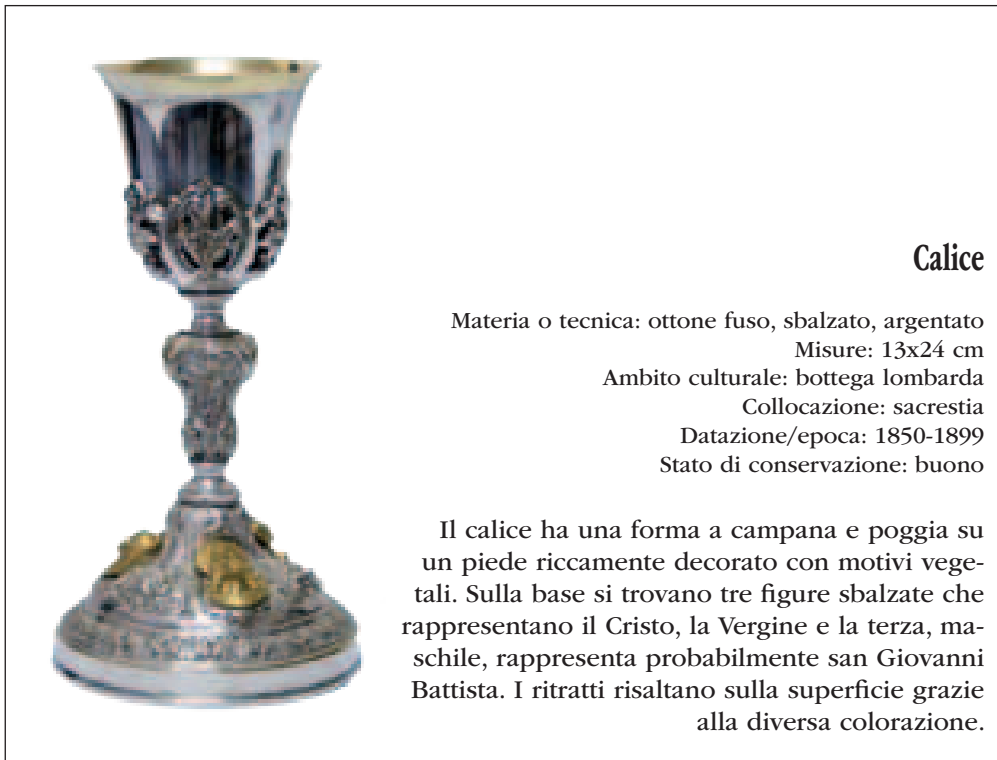 Calice
Materia o tecnica: ottone fuso, sbalzato, argentato
Misure: 13x24 cm
Ambito culturale: bottega lombarda
Collocazione: sacrestia
Datazione/epoca: 1850-1899
Stato di conservazione: buono
Il calice ha una forma a campana e poggia su
un piede riccamente decorato con motivi vege-
tali. Sulla base si trovano tre figure sbalzate che
rappresentano il Cristo, la Vergine e la terza, ma-
schile, rappresenta probabilmente san Giovanni
Battista. I ritratti risaltano sulla superficie grazie
alla diversa colorazione.